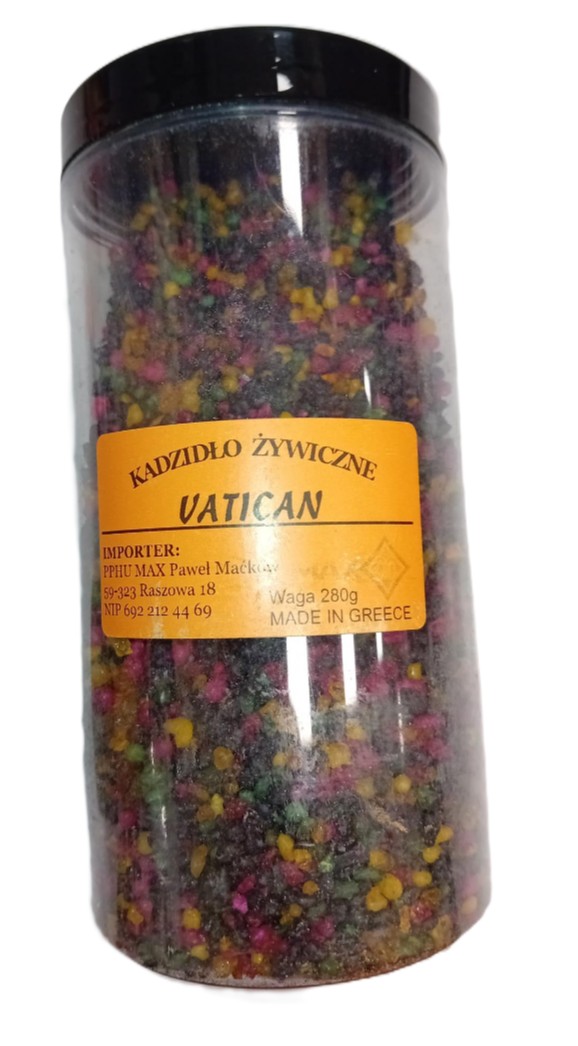 KADZIDŁO ŻYWICZNE
VATICAN
IMPORTER:
PPHU MAX Paweł Maćków
59-323 Raszowa 18
NIP 692 212 44 69
Waga 280g
MADE IN GREECE